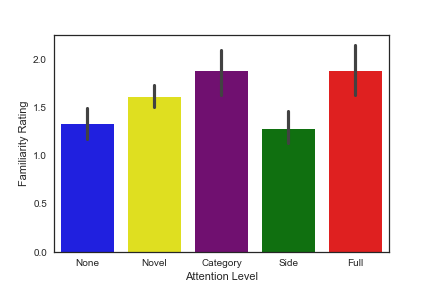 2.0
1.5
1.0
0.5
0.0
Familiarity Rating
None Novel Category Side Full
Attention Level